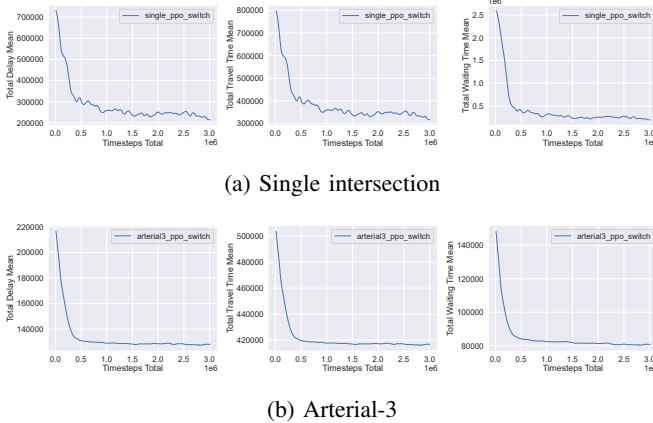 700000
600000
500000
400000
300000
200000
Total Delay Mean
single_ppo_switch
0.0 0.5 1.0 1.5 2.0 2.5 3.0
Timesteps Total
1e6
800000
700000
600000
500000
400000
300000
Total Travel Time Mean
single_ppo_switch
0.0 0.5 1.0 1.5 2.0 2.5 3.0
Timesteps Total
1e6
1e6
2.5
2.0
1.5
1.0
0.5
Total Waiting Time Mean
single_ppo_switch
0.0 0.5 1.0 1.5 2.0 2.5 3.0
Timesteps Total
(a) Single intersection
220000
200000
180000
160000
140000
Total Delay Mean
arterial3_ppo_switch
0.0 0.5 1.0 1.5 2.0 2.5 3.0
Timesteps Total
1e6
500000
480000
460000
440000
420000
Total Travel Time Mean
arterial3_ppo_switch
0.0 0.5 1.0 1.5 2.0 2.5 3.0
Timesteps Total
1e6
140000
120000
100000
80000
Total Waiting Time Mean
arterial3_ppo_switch
0.0 0.5 1.0 1.5 2.0 2.5 3.0
Timesteps Total
(b) Arterial-3